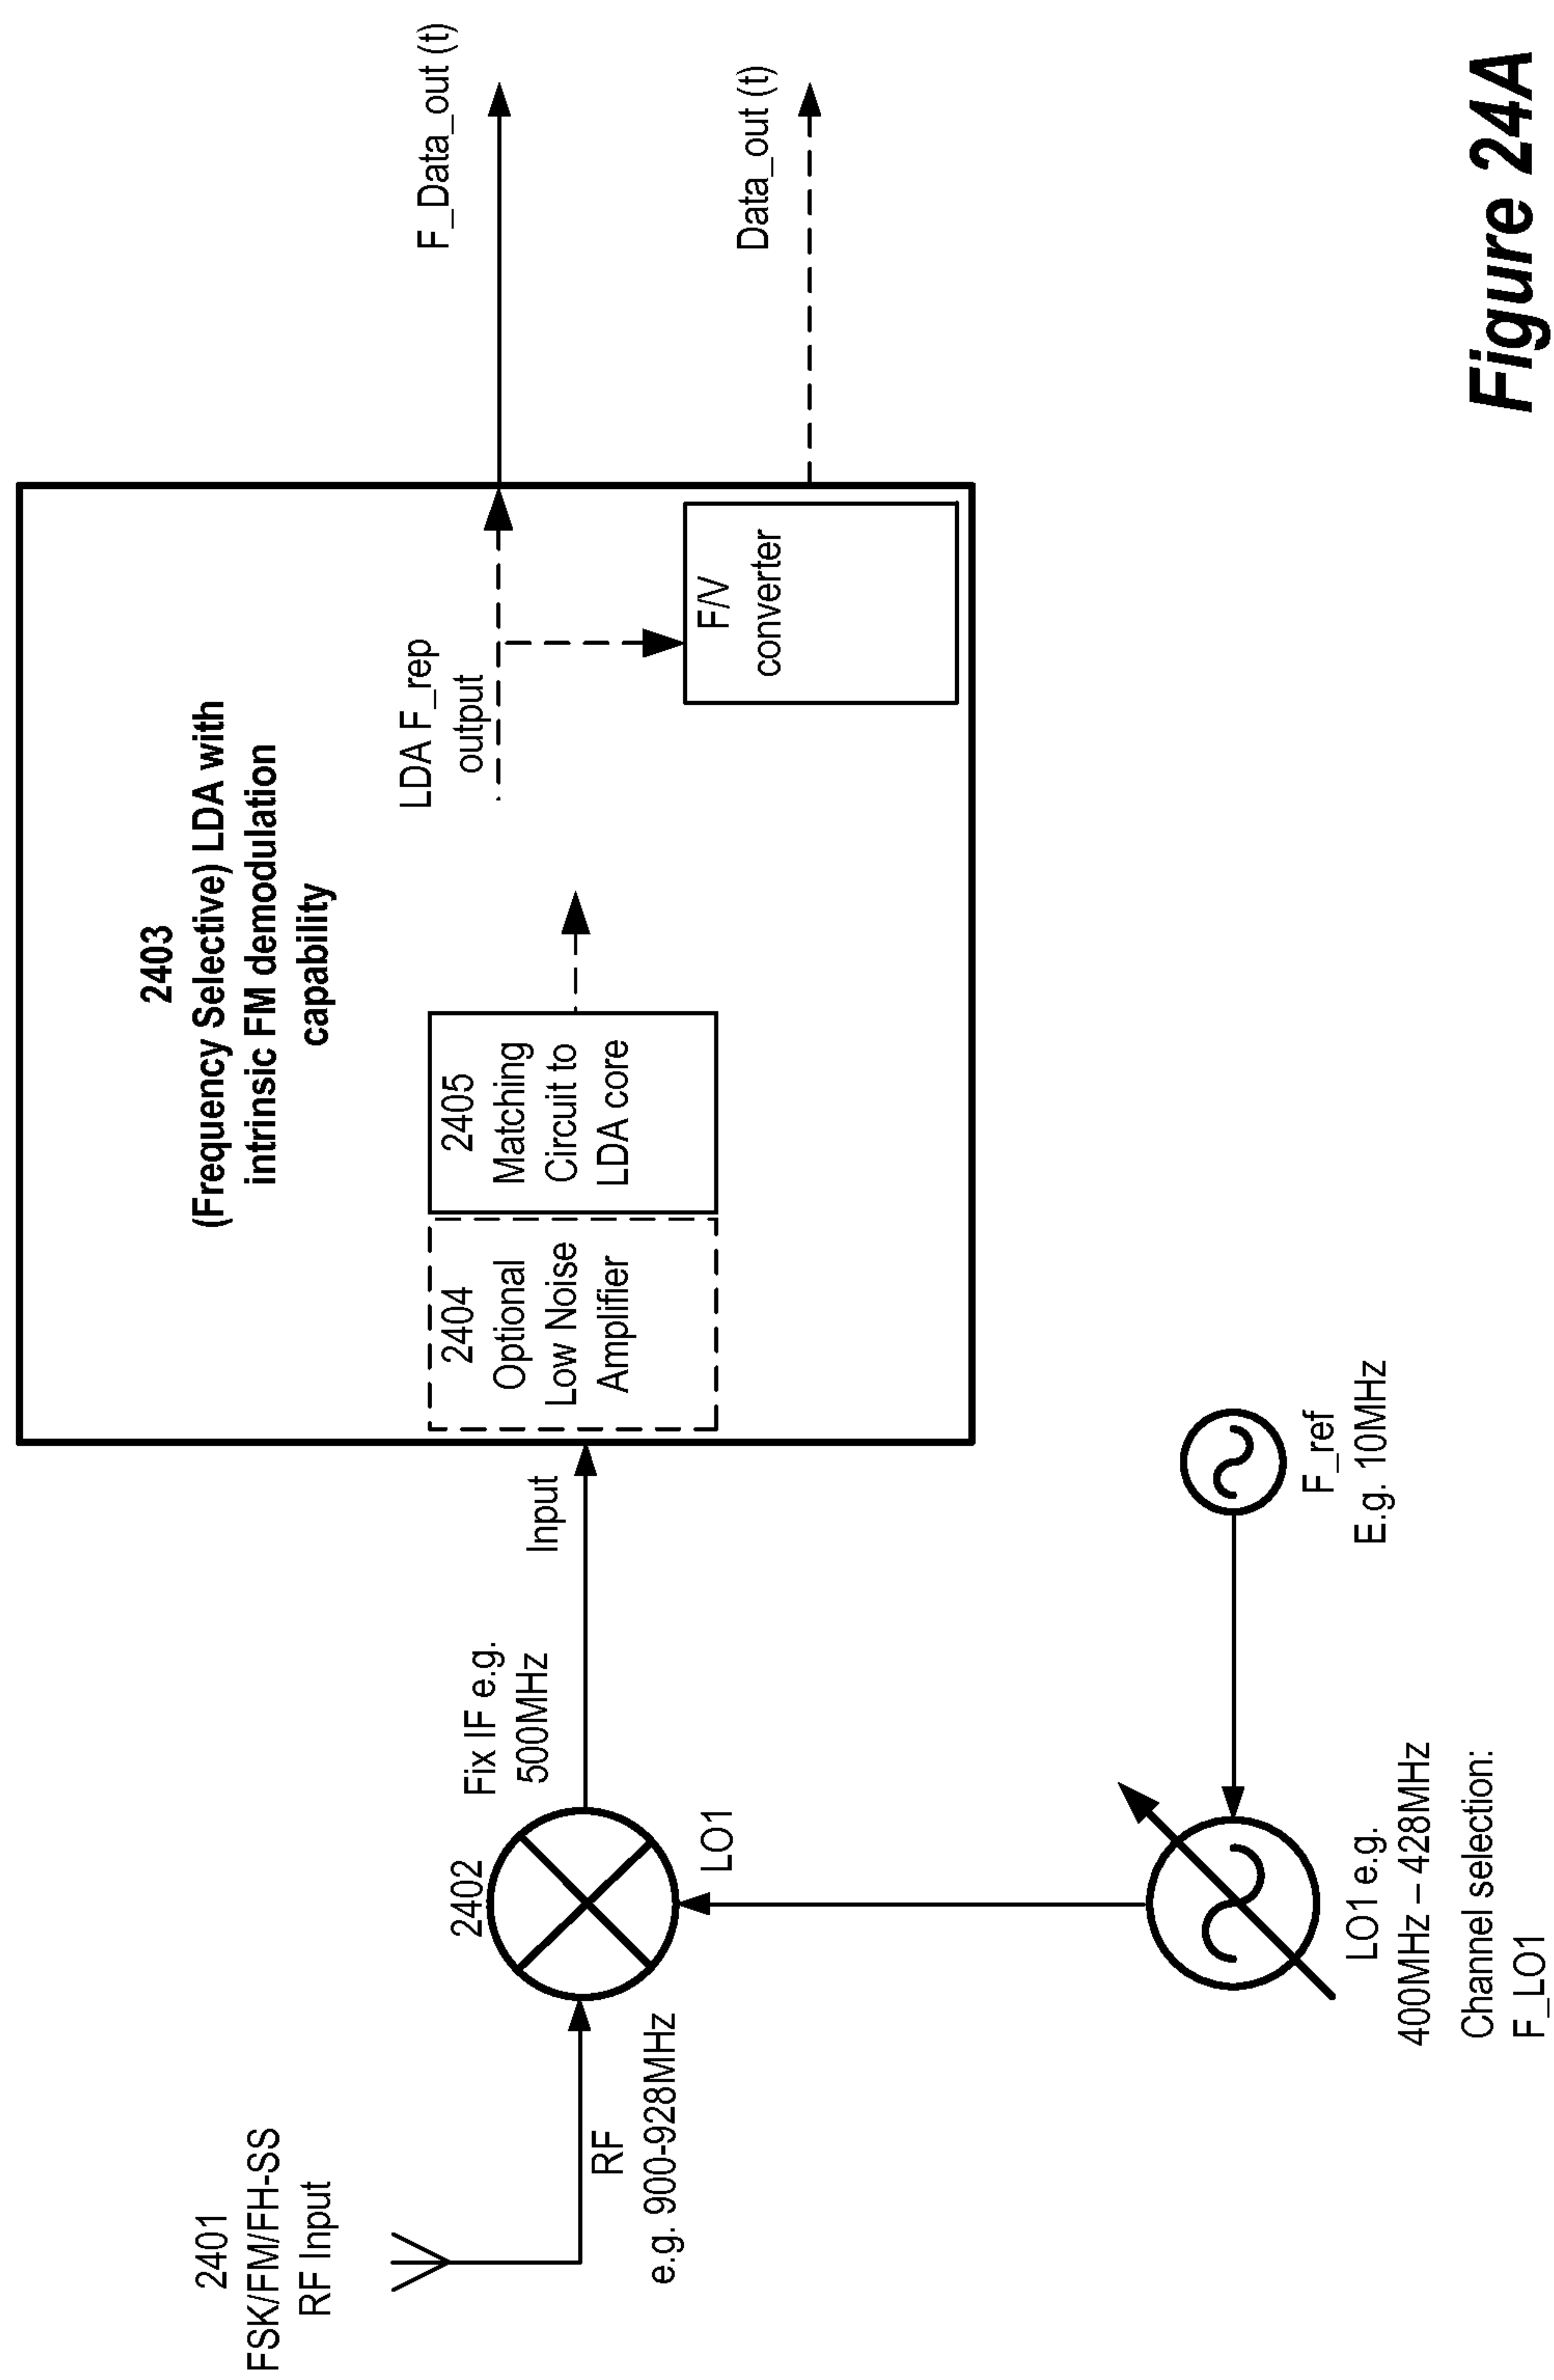 2401
FSK/FM/FH-SS
RF Input
RF
e.g. 900-928MHz
2402
Fix IF e.g.
500MHz
Input
LO1
LO1 e.g.
400MHz – 428MHz
Channel selection:
F_LO1
F_ref
E.g. 10MHz
2403
(Frequency Selective) LDA with
intrinsic FM demodulation
capability
2404
Optional
Low Noise
Amplifier
2405
Matching
Circuit to
LDA core
LDA F_rep
output
F/V
converter
F_Data_out (t)
Data_out (t)
Figure 24A